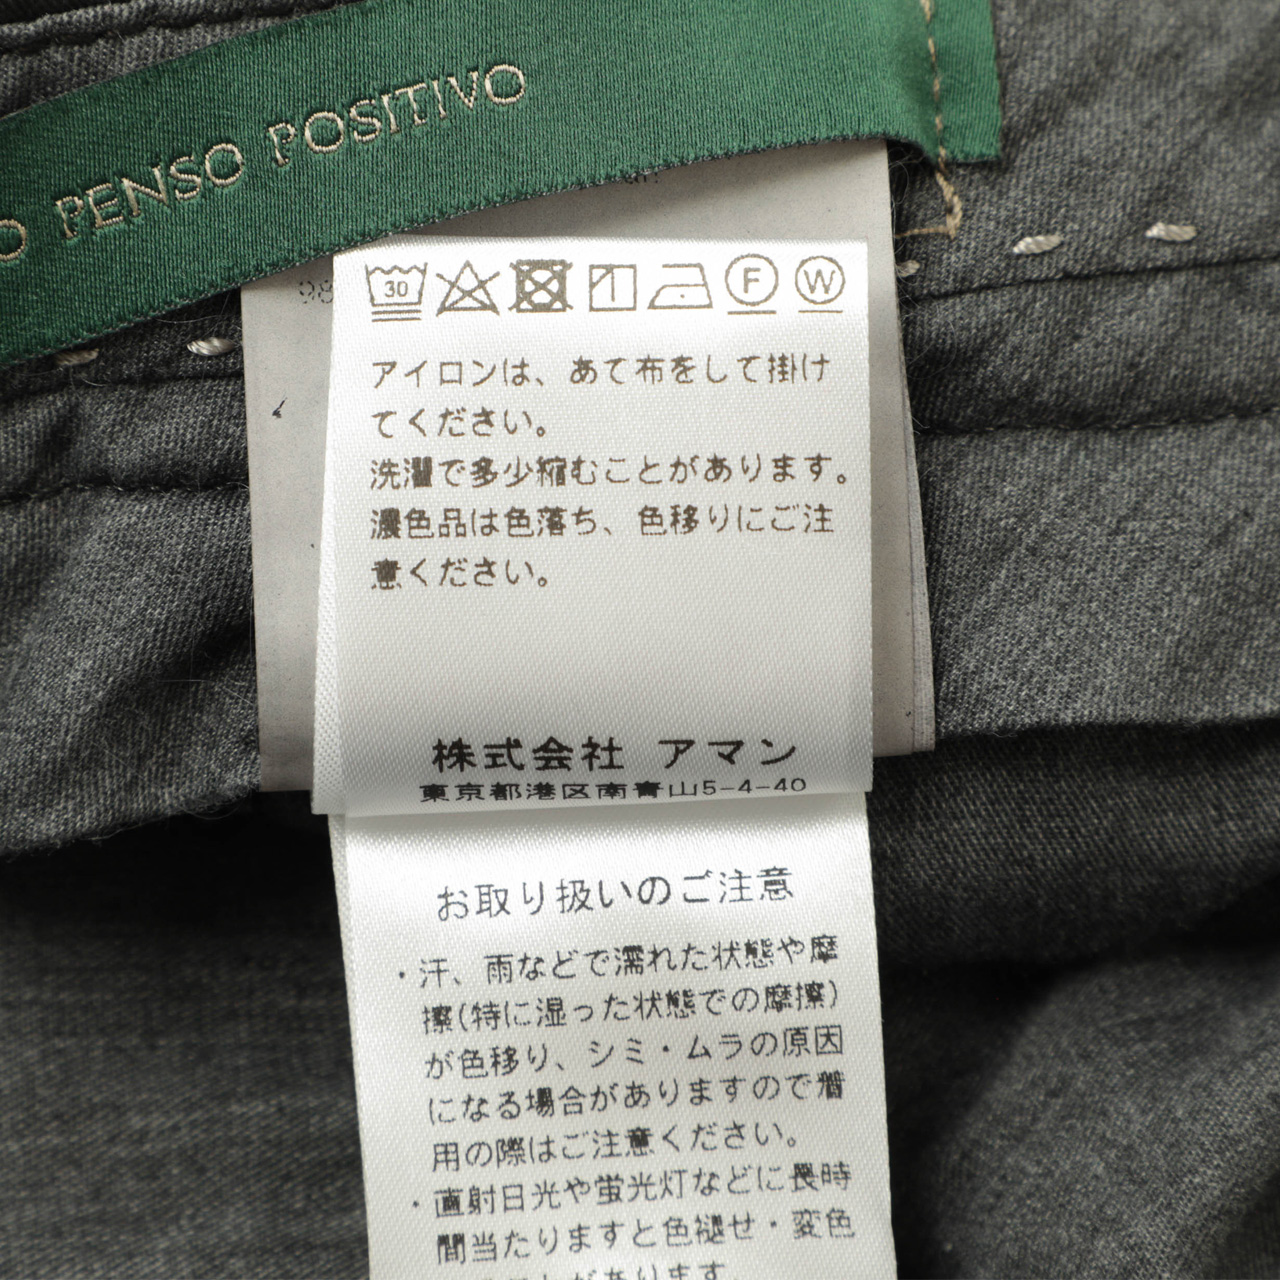 O PENSO POSITIVO
98
30 F W
アイロンは、あて布をして掛け
てください。
洗濯で多少縮むことがあります。
濃色品は色落ち、色移りにご注
意ください。
株式会社 アマン
東京都港区南青山5-4-40
お取り扱いのご注意
・汗、雨などで濡れた状態や摩
擦(特に湿った状態での摩擦)
が色移り、シミ・ムラの原因
になる場合がありますので着
用の際はご注意ください。
・直射日光や蛍光灯などに長時
間当たりますと色褪せ・変色
があります